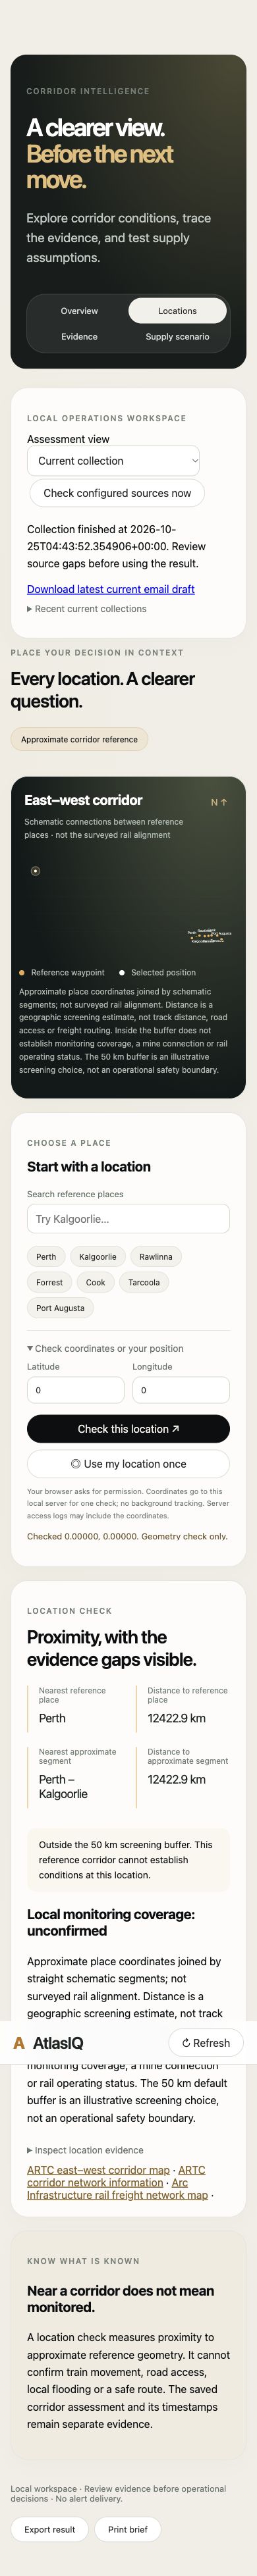 CORRIDOR INTELLIGENCE
A clearer view.
Before the next
move.
Explore corridor conditions, trace
the evidence, and test supply
assumptions.
Overview
Locations
Evidence
Supply scenario
LOCAL OPERATIONS WORKSPACE
Assessment view
Current collection
Check configured sources now
Collection finished at 2026-10-
25T04:43:52.354906+00:00. Review
source gaps before using the result.
Download latest current email draft
Recent current collections
PLACE YOUR DECISION IN CONTEXT
Every location. A clearer
question.
Approximate corridor reference
East–west corridor
N ↑
Schematic connections between reference
places · not the surveyed rail alignment
Reference waypoint
Selected position
Approximate place coordinates joined by schematic
segments; not surveyed rail alignment. Distance is a
geographic screening estimate, not track distance, road
access or freight routing. Inside the buffer does not
establish monitoring coverage, a mine connection or rail
operating status. The 50 km buffer is an illustrative
screening choice, not an operational safety boundary.
CHOOSE A PLACE
Start with a location
Search reference places
Try Kalgoorlie…
Perth
Kalgoorlie
Rawlinna
Forrest
Cook
Tarcoola
Port Augusta
Check coordinates or your position
Latitude
Longitude
0
0
Check this location ↗
◎ Use my location once
Your browser asks for permission. Coordinates go to this
local server for one check; no background tracking. Server
access logs may include the coordinates.
Checked 0.00000, 0.00000. Geometry check only.
LOCATION CHECK
Proximity, with the
evidence gaps visible.
Nearest reference
place
Perth
Distance to reference
place
12422.9 km
Nearest approximate
segment
Perth –
Kalgoorlie
Distance to
approximate segment
12422.9 km
Outside the 50 km screening buffer. This
reference corridor cannot establish
conditions at this location.
Local monitoring coverage:
unconfirmed
Approximate place coordinates joined by
straight schematic segments; not
surveyed rail alignment. Distance is a
geographic screening estimate, not track
A AtlasIQ
↻ Refresh
monitoring coverage, a mine connection
or rail operating status. The 50 km default
buffer is an illustrative screening choice,
not an operational safety boundary.
Inspect location evidence
ARTC east–west corridor map · ARTC
corridor network information · Arc
Infrastructure rail freight network map ·
KNOW WHAT IS KNOWN
Near a corridor does not mean
monitored.
A location check measures proximity to
approximate reference geometry. It cannot
confirm train movement, road access,
local flooding or a safe route. The saved
corridor assessment and its timestamps
remain separate evidence.
Local workspace · Review evidence before operational
decisions · No alert delivery.
Export result
Print brief